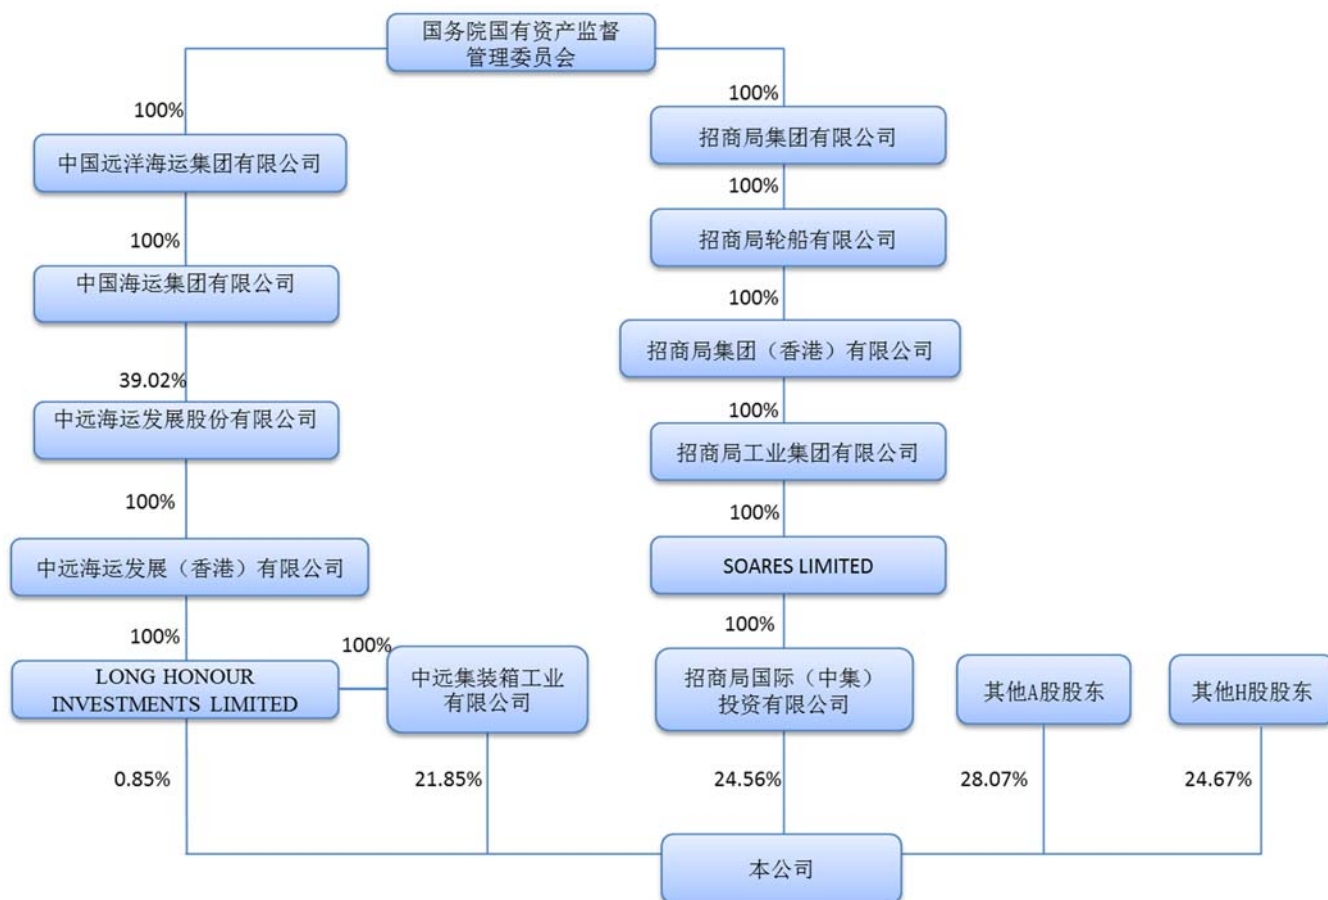 国务院国有资产监督
管理委员会
100%
100%
中国远洋海运集团有限公司
招商局集团有限公司
100%
100%
中国海运集团有限公司
招商局轮船有限公司
39.02%
100%
中远海运发展股份有限公司
招商局集团（香港）有限公司
100%
100%
中远海运发展（香港）有限公司
招商局工业集团有限公司
100%
100%
SOARES LIMITED
100%
100%
LONG HONOUR
INVESTMENTS LIMITED
中远集装箱工业
有限公司
招商局国际（中集）
投资有限公司
其他A股股东
其他H股股东
0.85%
21.85%
24.56%
28.07%
24.67%
本公司